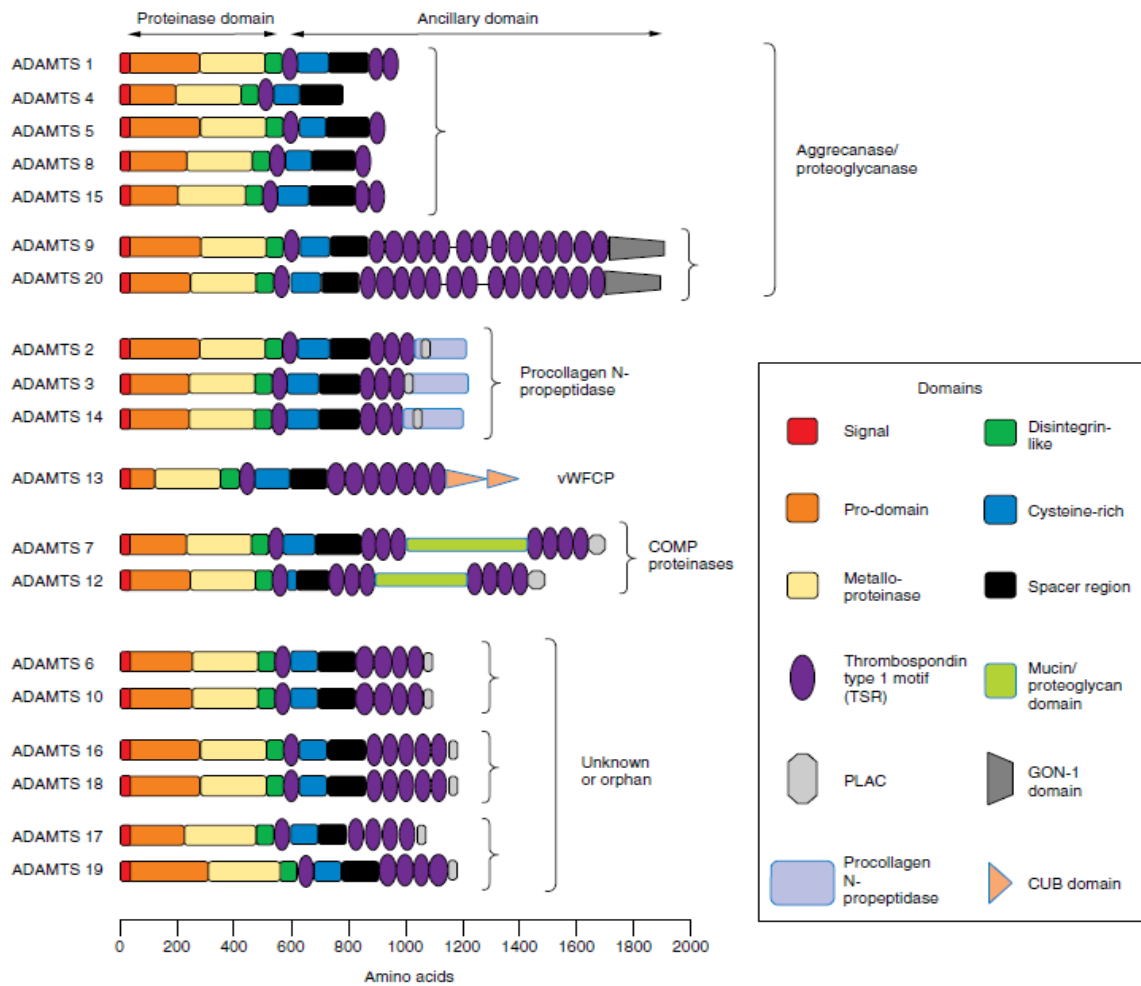 Proteinase domain
Ancillary domain
ADAMTS 1
ADAMTS 4
ADAMTS 5
ADAMTS 8
ADAMTS 15
Aggrecanase/
proteoglycanase
ADAMTS 9
ADAMTS 20
ADAMTS 2
ADAMTS 3
ADAMTS 14
Procollagen N-
propeptidase
ADAMTS 13
vWFCP
ADAMTS 7
ADAMTS 12
COMP
proteinases
ADAMTS 6
ADAMTS 10
ADAMTS 16
ADAMTS 18
Unknown
or orphan
ADAMTS 17
ADAMTS 19
0 200 400 600 800 1000 1200 1400 1600 1800 2000
Amino acids
Domains
Signal
Disintegrin-
like
Pro-domain
Cysteine-rich
Metallo-
proteinase
Spacer region
Thrombospondin
type 1 motif
(TSR)
Mucin/
proteoglycan
domain
PLAC
GON-1
domain
Procollagen
N-
propeptidase
CUB domain